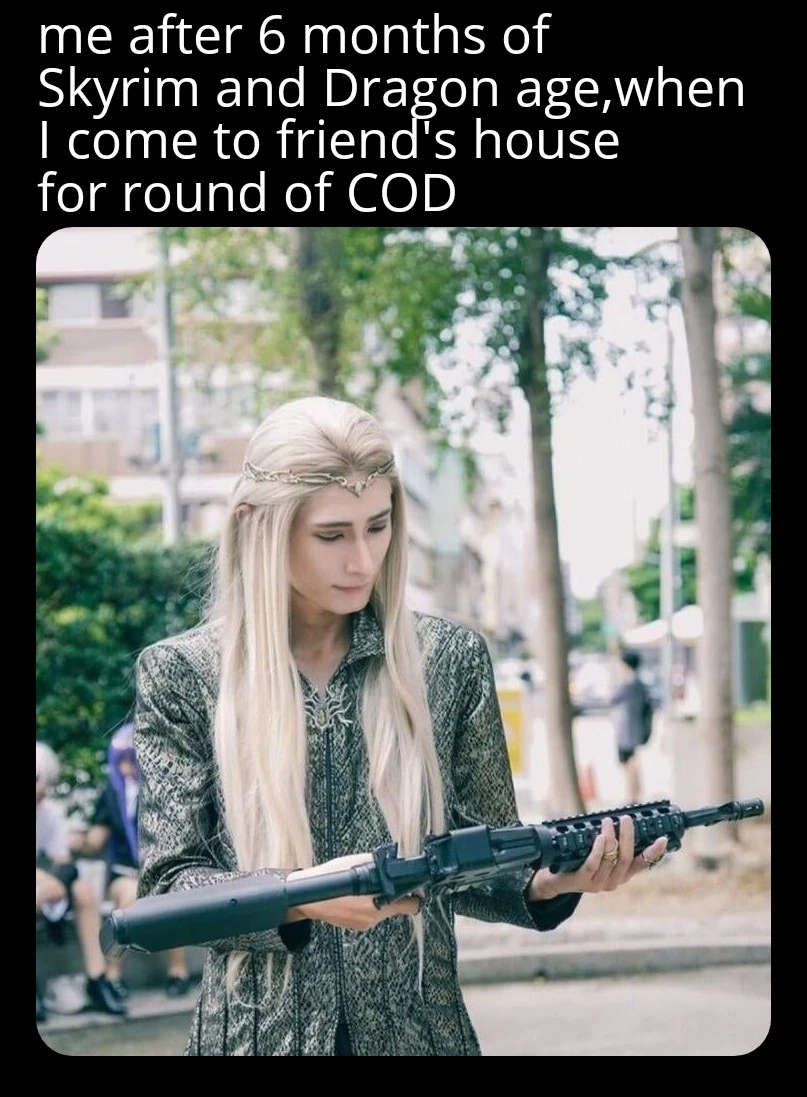 me after 6 months of
Skyrim and Dragon age,when
I come to friend's house
for round of COD